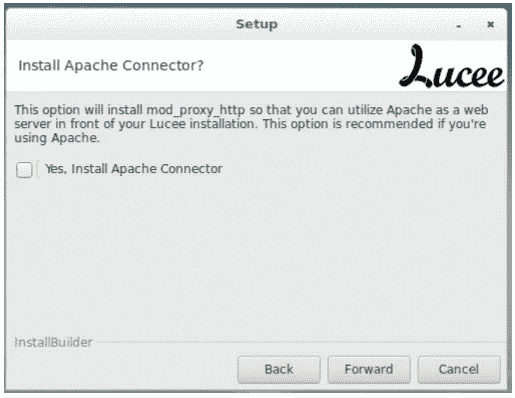 Setup
Install Apache Connector?
Lucee
This option will install mod_proxy_http so that you can utilize Apache as a web
server in front of your Lucee installation. This option is recommended if you're
using Apache.
Yes, Install Apache Connector
InstallBuilder
Back Forward Cancel